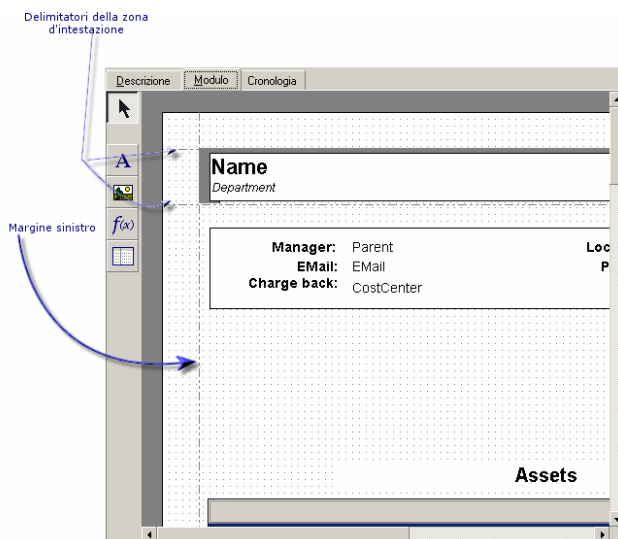 Delimitatori della zona
d'intestazione
Descrizione Modulo Cronologia
A
Name
Department
f(x)
Margine sinistro
Manager: Parent Loc
EMail: EMail P
Charge back: CostCenter
Assets